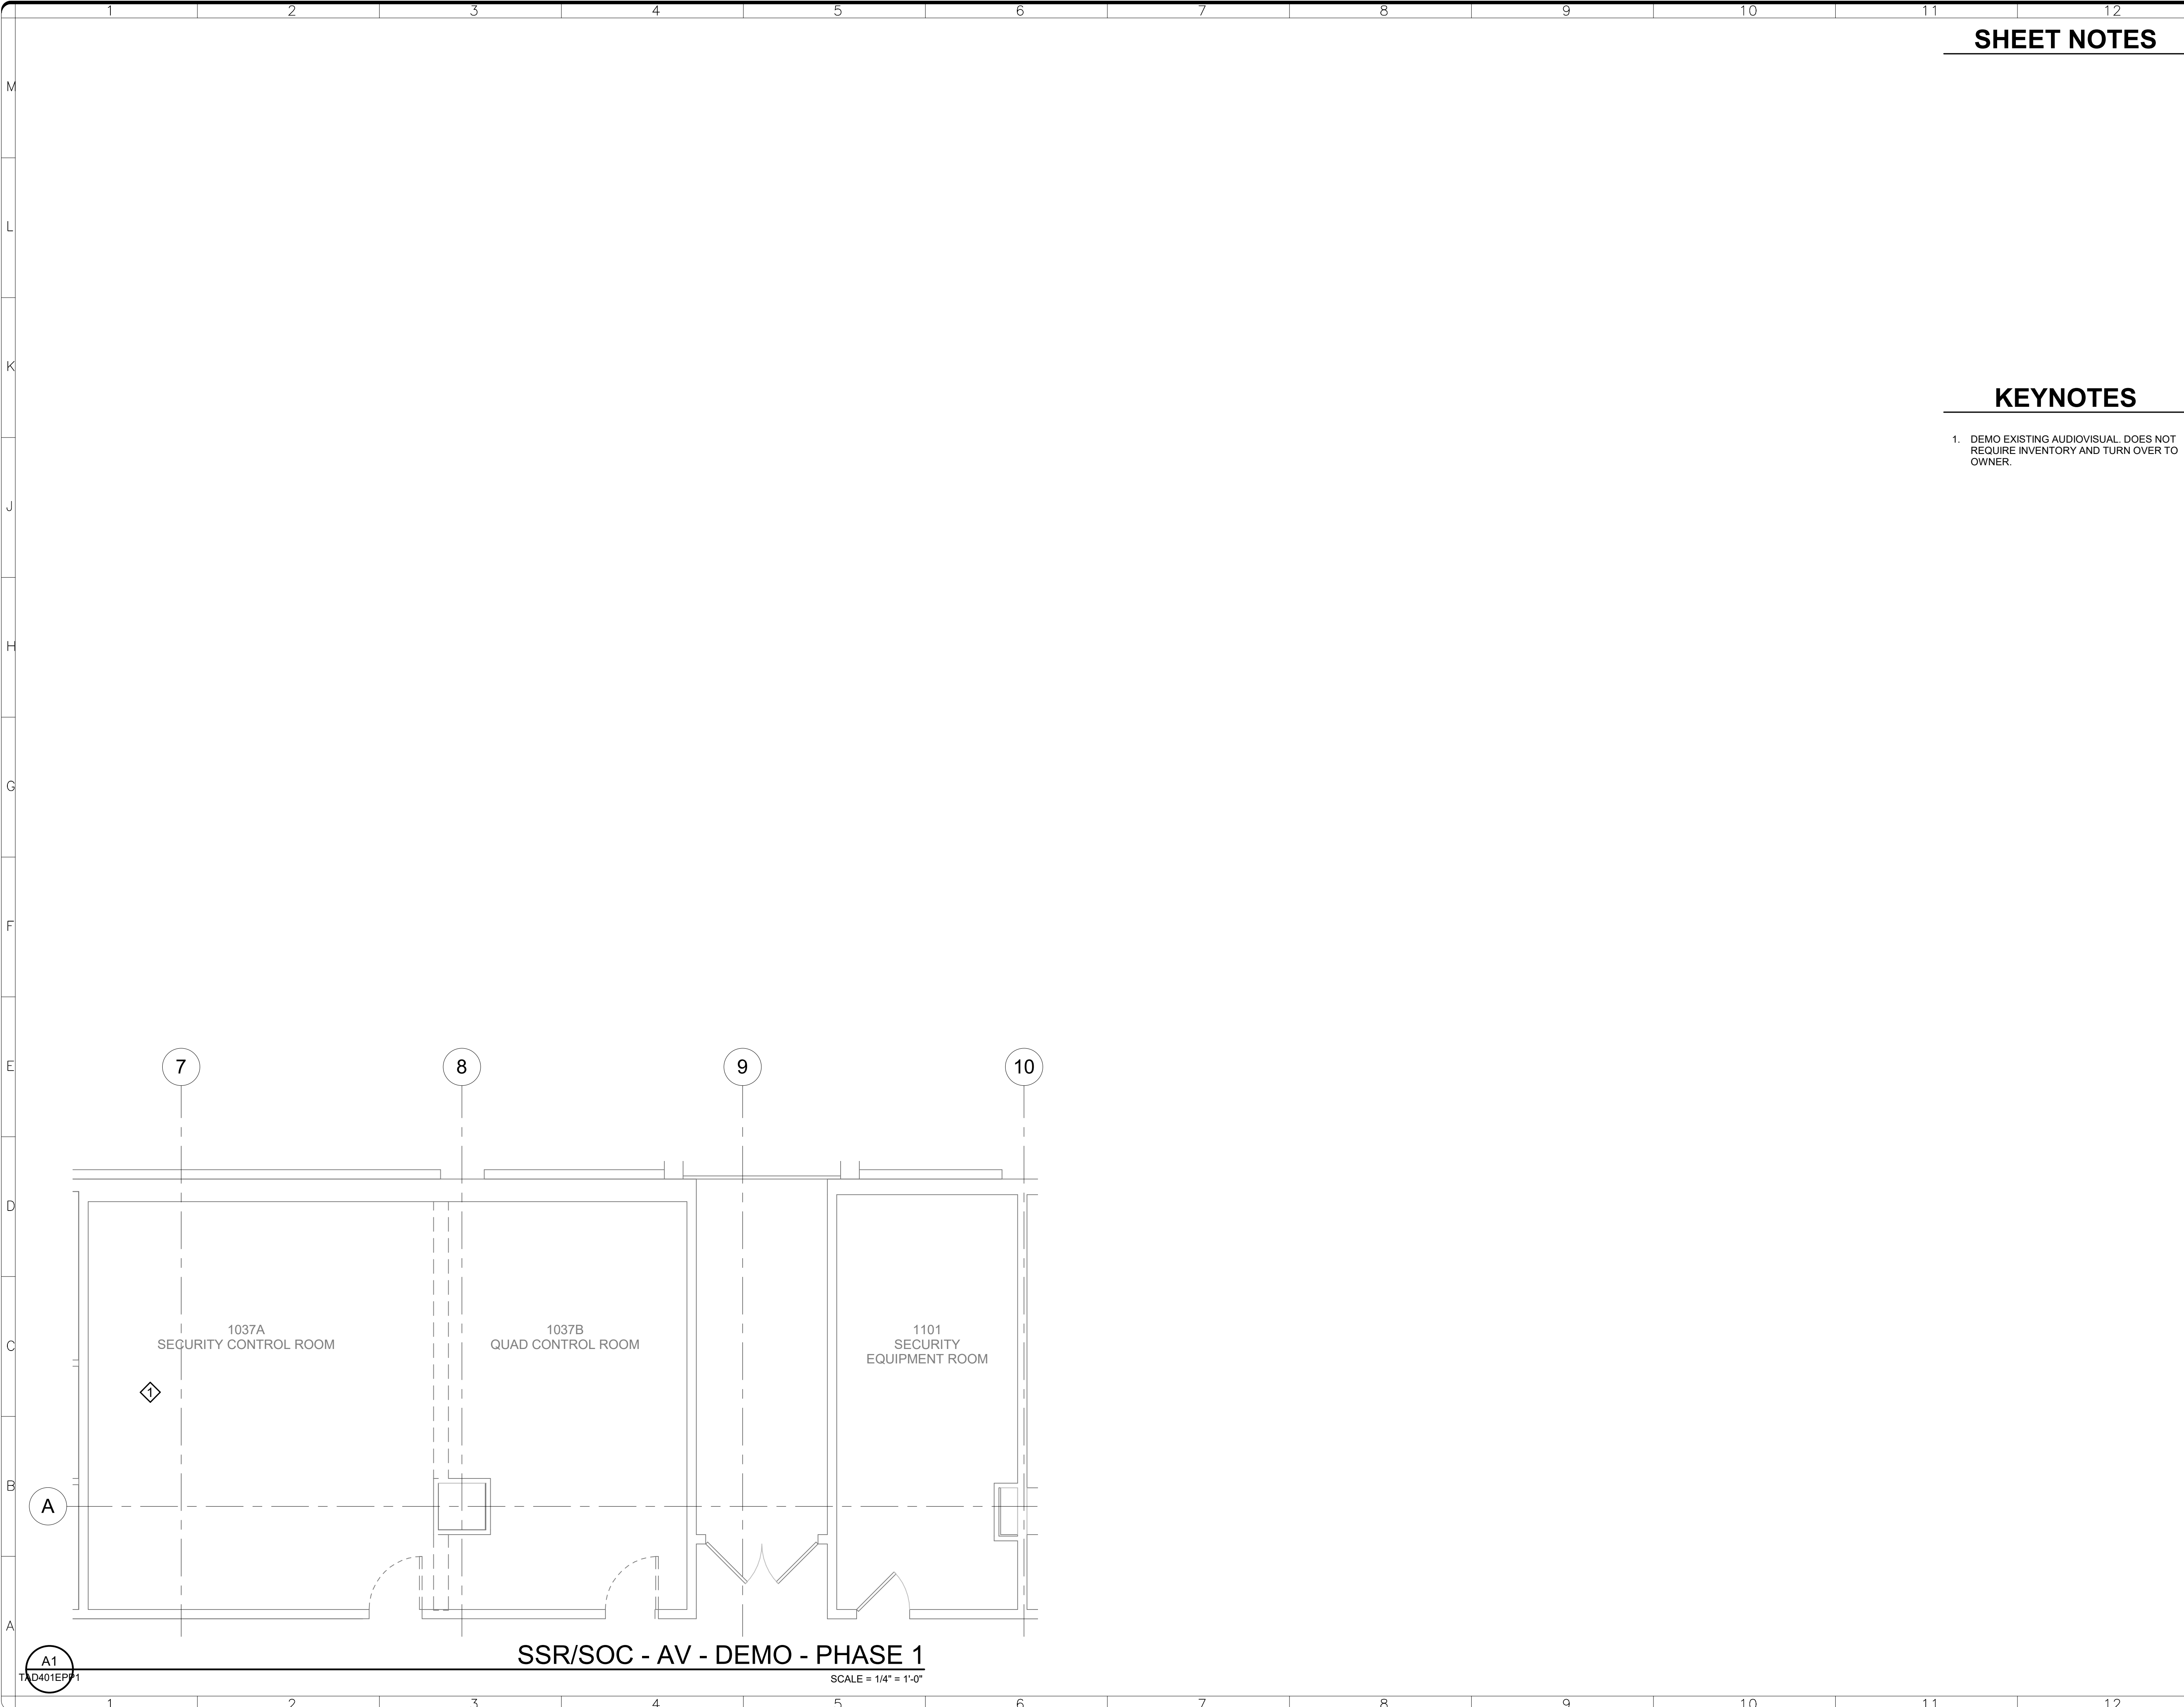 1 2 3 4 5 6 7 8 9 10 11 12
SHEET NOTES
M
L
K
KEYNOTES
1. DEMO EXISTING AUDIOVISUAL. DOES NOT
REQUIRE INVENTORY AND TURN OVER TO
OWNER.
J
H
G
F
E
7 8 9 10
D
C
1037A
SECURITY CONTROL ROOM
1037B
QUAD CONTROL ROOM
1101
SECURITY
EQUIPMENT ROOM
1
B
A
A
SSR/SOC - AV - DEMO - PHASE 1
SCALE = 1/4" = 1'-0"
A1
TAD401EPP1
1 2 3 4 5 6 7 8 9 10 11 12